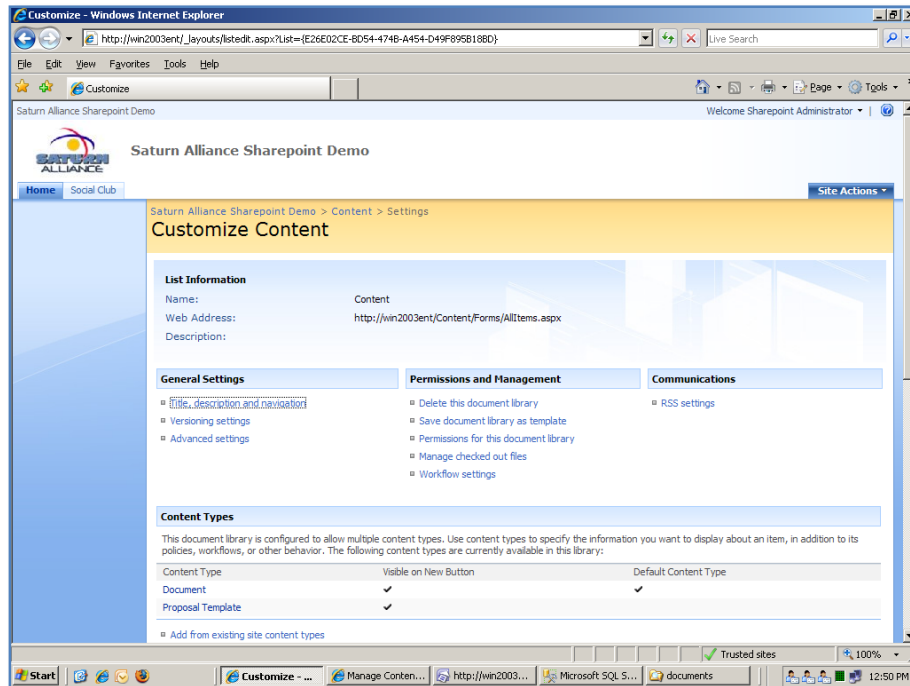 Customize - Windows Internet Explorer
http://win2003ent/_layouts/listedit.aspx?List={E26E02CE-BD54-474B-A454-D49F895B18BD}
Live Search
File Edit View Favorites Tools Help
Customize
Page Tools
Saturn Alliance Sharepoint Demo
Welcome Sharepoint Administrator
SATURN
ALLIANCE
Saturn Alliance Sharepoint Demo
Home Social Club
Site Actions
Saturn Alliance Sharepoint Demo > Content > Settings
Customize Content
List Information
Name: Content
Web Address: http://win2003ent/Content/Forms/AllItems.aspx
Description:
General Settings Permissions and Management Communications
Title, description and navigation Delete this document library RSS settings
Versioning settings Save document library as template
Advanced settings Permissions for this document library
Manage checked out files
Workflow settings
Content Types
This document library is configured to allow multiple content types. Use content types to specify the information you want to display about an item, in addition to its
policies, workflows, or other behavior. The following content types are currently available in this library:
Content Type Visible on New Button Default Content Type
Document
Proposal Template
Add from existing site content types
Trusted sites 100%
Start Customize - ... Manage Conten... http://win2003... Microsoft SQL S... documents 12:50 PM